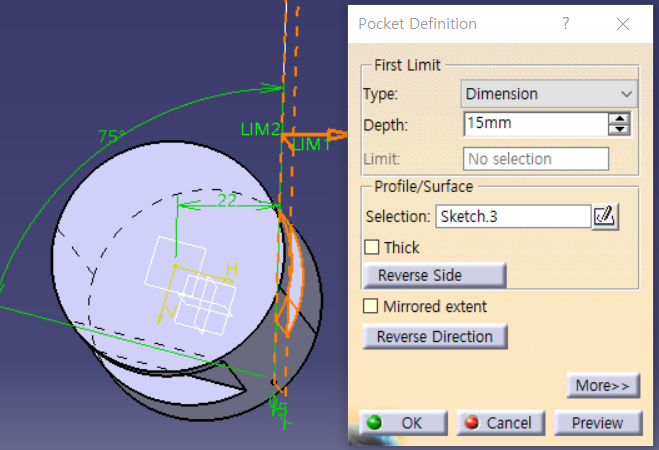 Pocket Definition
?
First Limit
Type:
Dimension
Depth:
15mm
Limit:
No selection
Profile/Surface
Selection:
Sketch.3
Thick
Reverse Side
Mirrored extent
Reverse Direction
More>>
OK
Cancel
Preview
LIM2
LIM1
75°
22
H
V